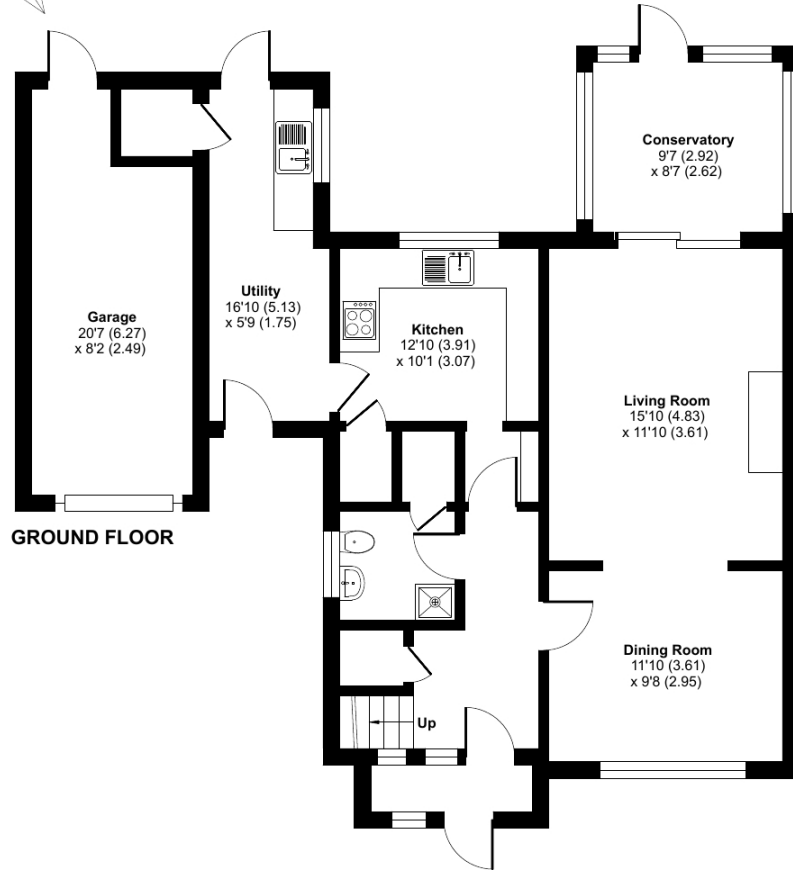 Conservatory
9'7 (2.92)
x 8'7 (2.62)
Utility
16'10 (5.13)
x 5'9 (1.75)
Garage
20'7 (6.27)
x 8'2 (2.49)
Kitchen
12'10 (3.91)
x 10'1 (3.07)
Living Room
15'10 (4.83)
x 11'10 (3.61)
GROUND FLOOR
Dining Room
11'10 (3.61)
x 9'8 (2.95)
Up